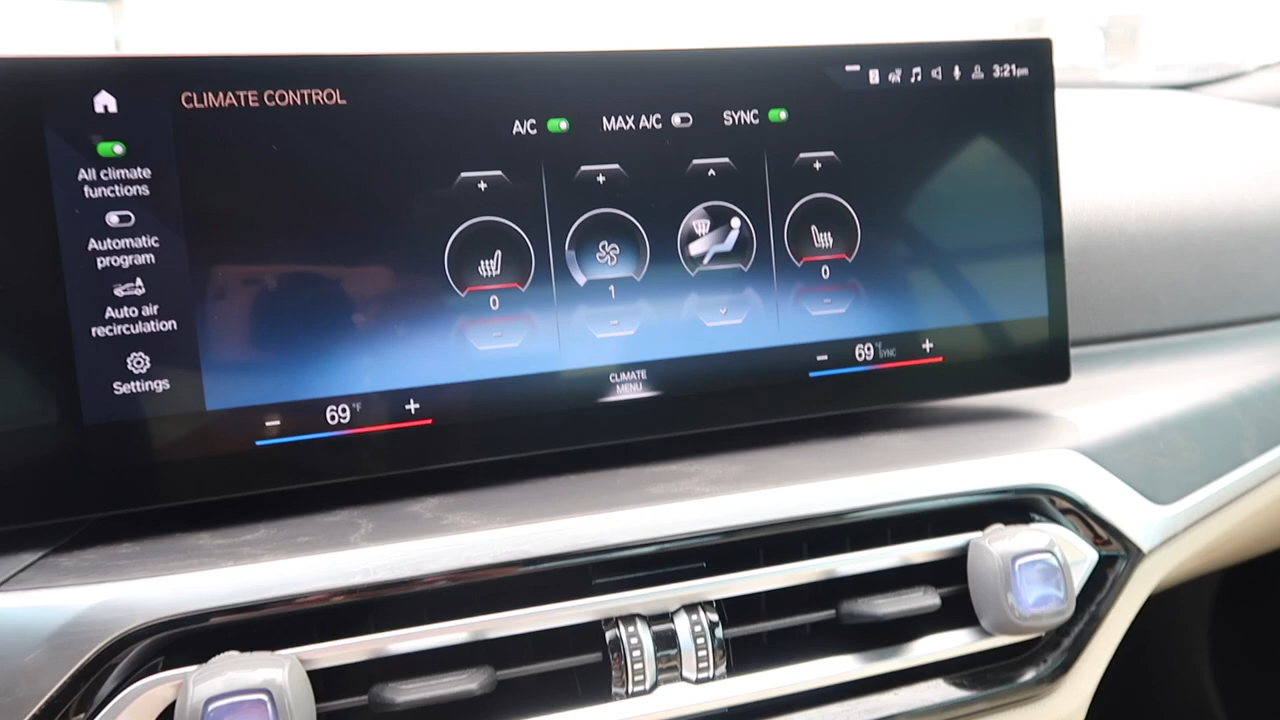 3:21pm
CLIMATE CONTROL
A/C
MAX A/C
SYNC
All climate
functions
Automatic
program
Auto air
recirculation
Settings
+
+
+
0
1
0
−
−
−
− 69 °F +
CLIMATE
MENU
− 69 °F SYNC +